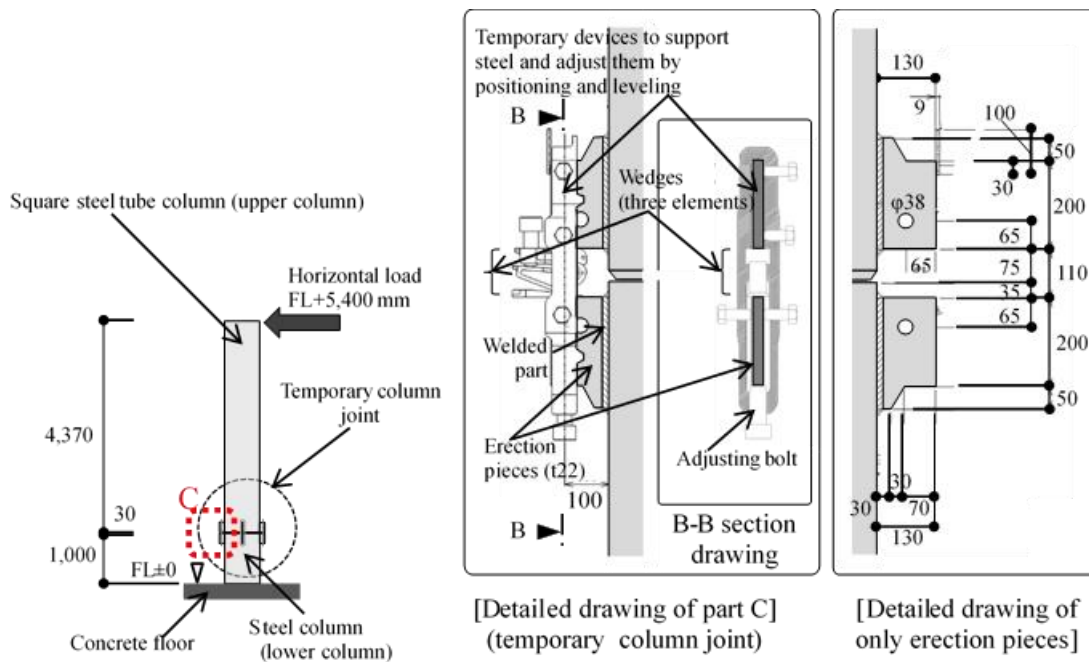 Square steel tube column (upper column)
Horizontal load
FL+5,400 mm
Temporary column
joint
4,370
C
30
1,000
FL±0
Concrete floor
Steel column
(lower column)
Temporary devices to support
steel and adjust them by
positioning and leveling
B
Wedges
(three elements)
Welded
part
Erection
pieces (t22)
Adjusting bolt
100
B
B-B section
drawing
[Detailed drawing of part C]
(temporary column joint)
130
9
100
50
30
200
φ38
65
65
75
110
35
65
200
50
30
30
70
130
[Detailed drawing of
only erection pieces]